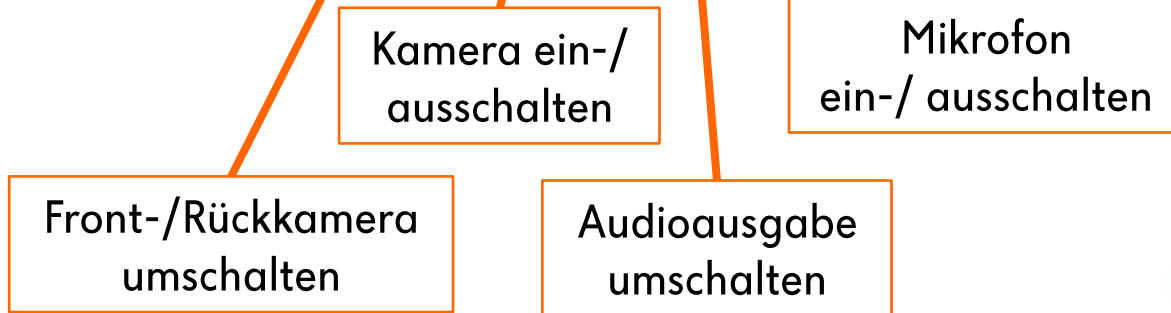 Kamera ein-/
ausschalten
Mikrofon
ein-/ ausschalten
Front-/Rückkamera
umschalten
Audioausgabe
umschalten